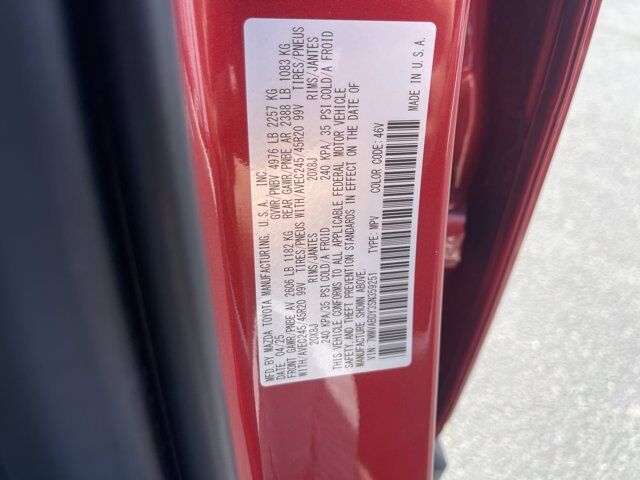 MFD.BY MAZDA TOYOTA MANUFACTURING, U.S.A., INC.
DATE: 04/25 GVWR/PNBV 4976 LB 2257 KG
FRONT GAWR/PNBE AV 2606 LB 1182 KG REAR GAWR/PNBE AR 2388 LB 1083 KG
WITH/AVEC245/45R20 99V TIRES/PNEUS WITH/AVEC245/45R20 99V TIRES/PNEUS
20X8J RIMS/JANTES 20X8J RIMS/JANTES
240 KPA/35 PSI COLD/A FROID 240 KPA/35 PSI COLD/A FROID
THIS VEHICLE CONFORMS TO ALL APPLICABLE FEDERAL MOTOR VEHICLE
SAFETY,AND THEFT PREVENTION STANDARDS IN EFFECT ON THE DATE OF
MANUFACTURE SHOWN ABOVE.
VIN: 7MMVABDY3SN359251 TYPE: MPV COLOR CODE:46V
MADE IN U.S.A.